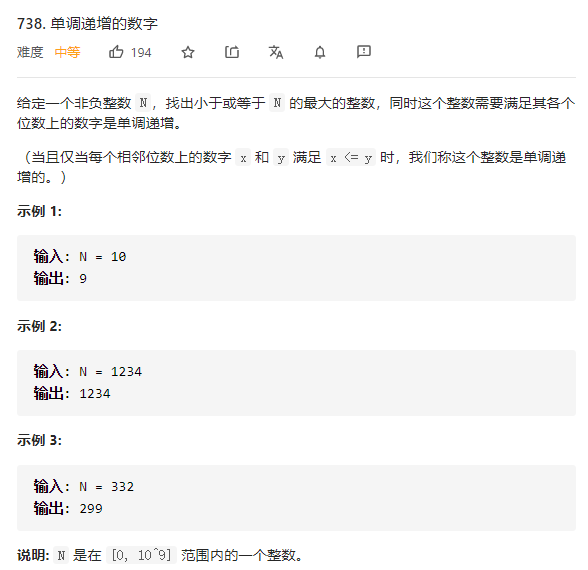 738. 单调递增的数字
难度 中等 194
给定一个非负整数 N，找出小于或等于 N 的最大的整数，同时这个整数需要满足其各个
位数上的数字是单调递增。
（当且仅当每个相邻位数上的数字 x 和 y 满足 x <= y 时，我们称这个整数是单调递
增的。）
示例 1:
输入: N = 10
输出: 9
示例 2:
输入: N = 1234
输出: 1234
示例 3:
输入: N = 332
输出: 299
说明: N 是在 [0, 10^9] 范围内的一个整数。